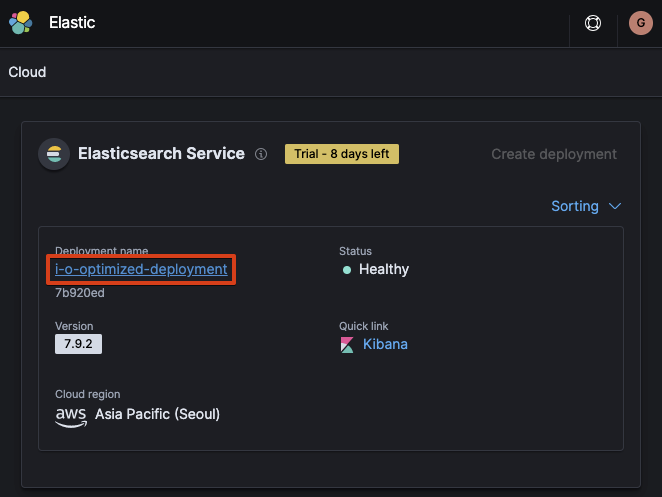 Elastic
G
Cloud
Elasticsearch Service
Trial - 8 days left
Create deployment
Sorting
Deployment name
i-o-optimized-deployment
7b920ed
Status
Healthy
Version
7.9.2
Quick link
Kibana
Cloud region
aws Asia Pacific (Seoul)